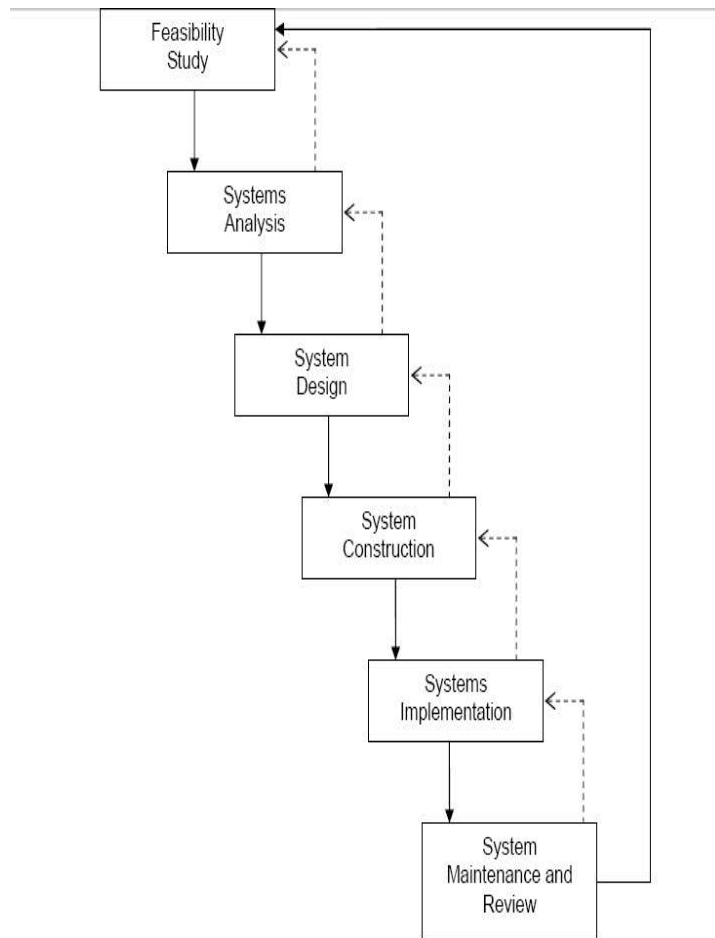 Feasibility
Study
Systems
Analysis
System
Design
System
Construction
Systems
Implementation
System
Maintenance and
Review